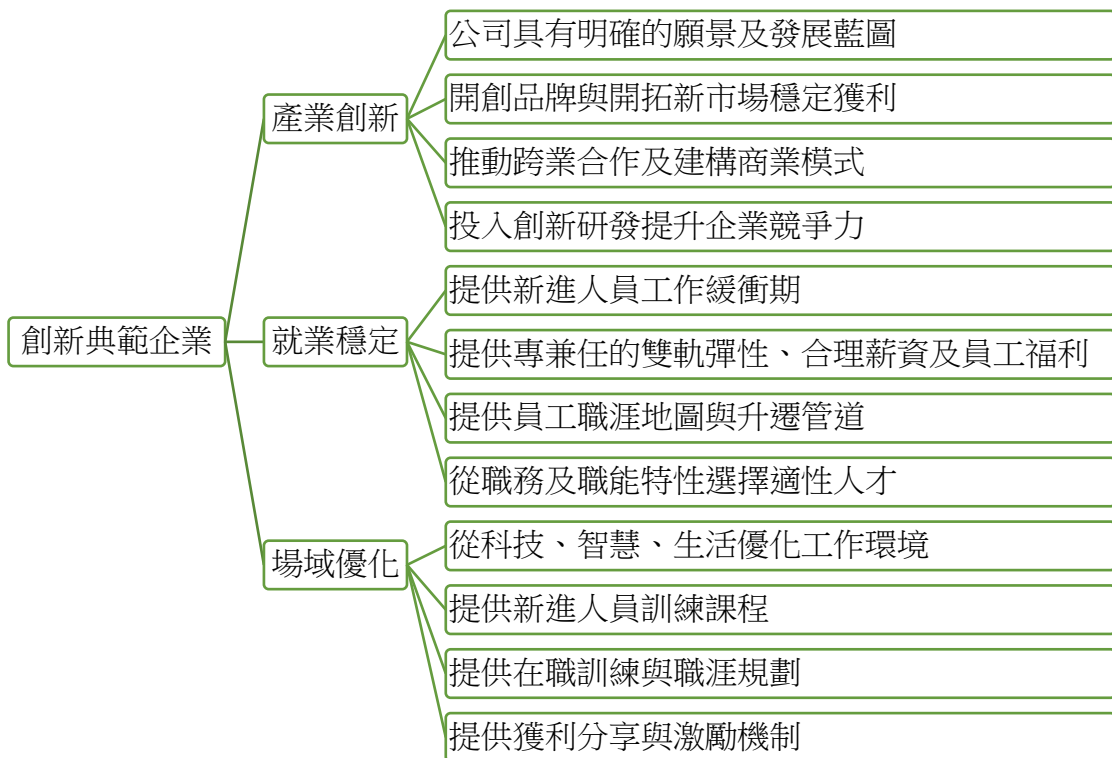 創新典範企業
產業創新
公司具有明確的願景及發展藍圖
開創品牌與開拓新市場穩定獲利
推動跨業合作及建構商業模式
投入創新研發提升企業競爭力
就業穩定
提供新進人員工作緩衝期
提供專兼任的雙軌彈性、合理薪資及員工福利
提供員工職涯地圖與升遷管道
從職務及職能特性選擇適性人才
場域優化
從科技、智慧、生活優化工作環境
提供新進人員訓練課程
提供在職訓練與職涯規劃
提供獲利分享與激勵機制